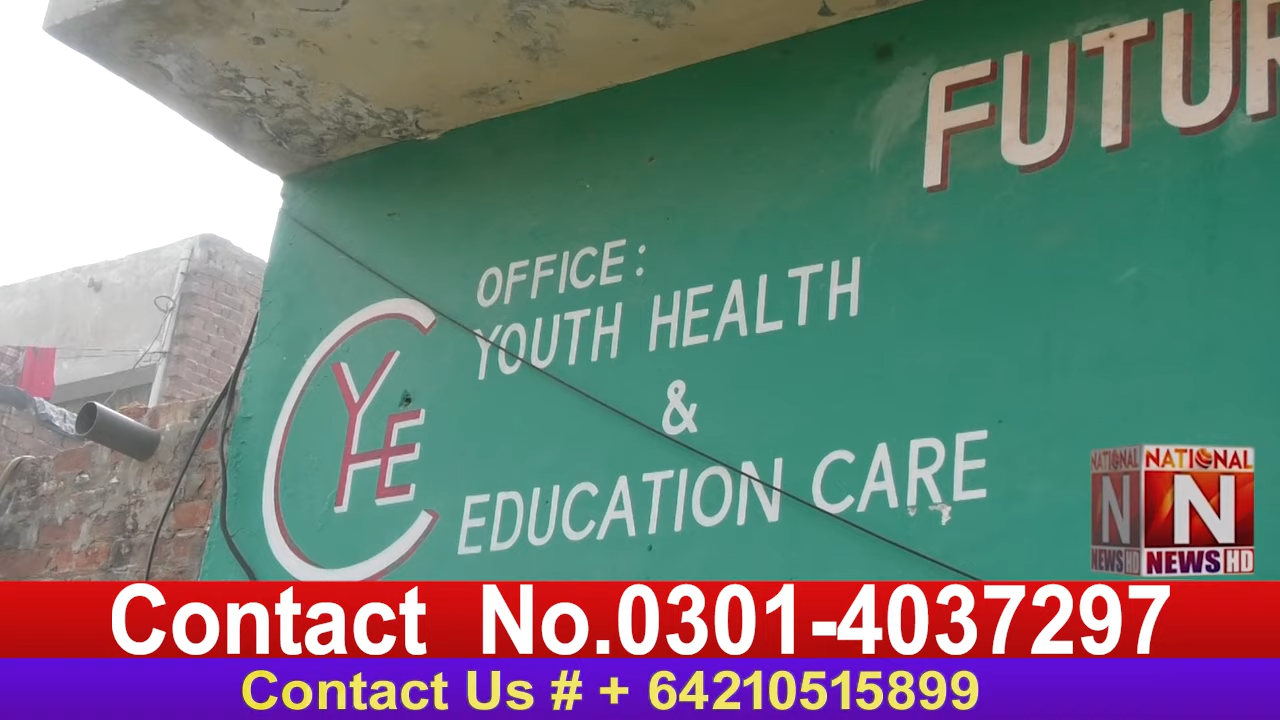 FUTUR
OFFICE:
YOUTH HEALTH
&
EDUCATION CARE
CYHE
NATIONAL
N
NEWS HD
NATIONAL
N
NEWS HD
Contact No.0301-4037297
Contact Us # + 64210515899